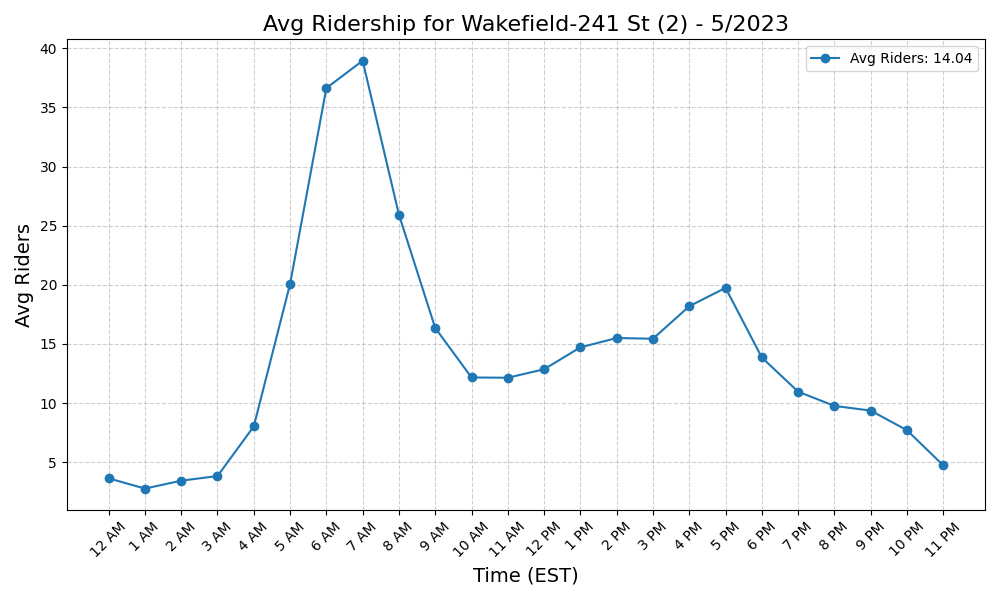 Avg Ridership for Wakefield-241 St (2) - 5/2023
Avg Riders: 14.04
Avg Riders
40
35
30
25
20
15
10
5
12 AM
1 AM
2 AM
3 AM
4 AM
5 AM
6 AM
7 AM
8 AM
9 AM
10 AM
11 AM
12 PM
1 PM
2 PM
3 PM
4 PM
5 PM
6 PM
7 PM
8 PM
9 PM
10 PM
11 PM
Time (EST)